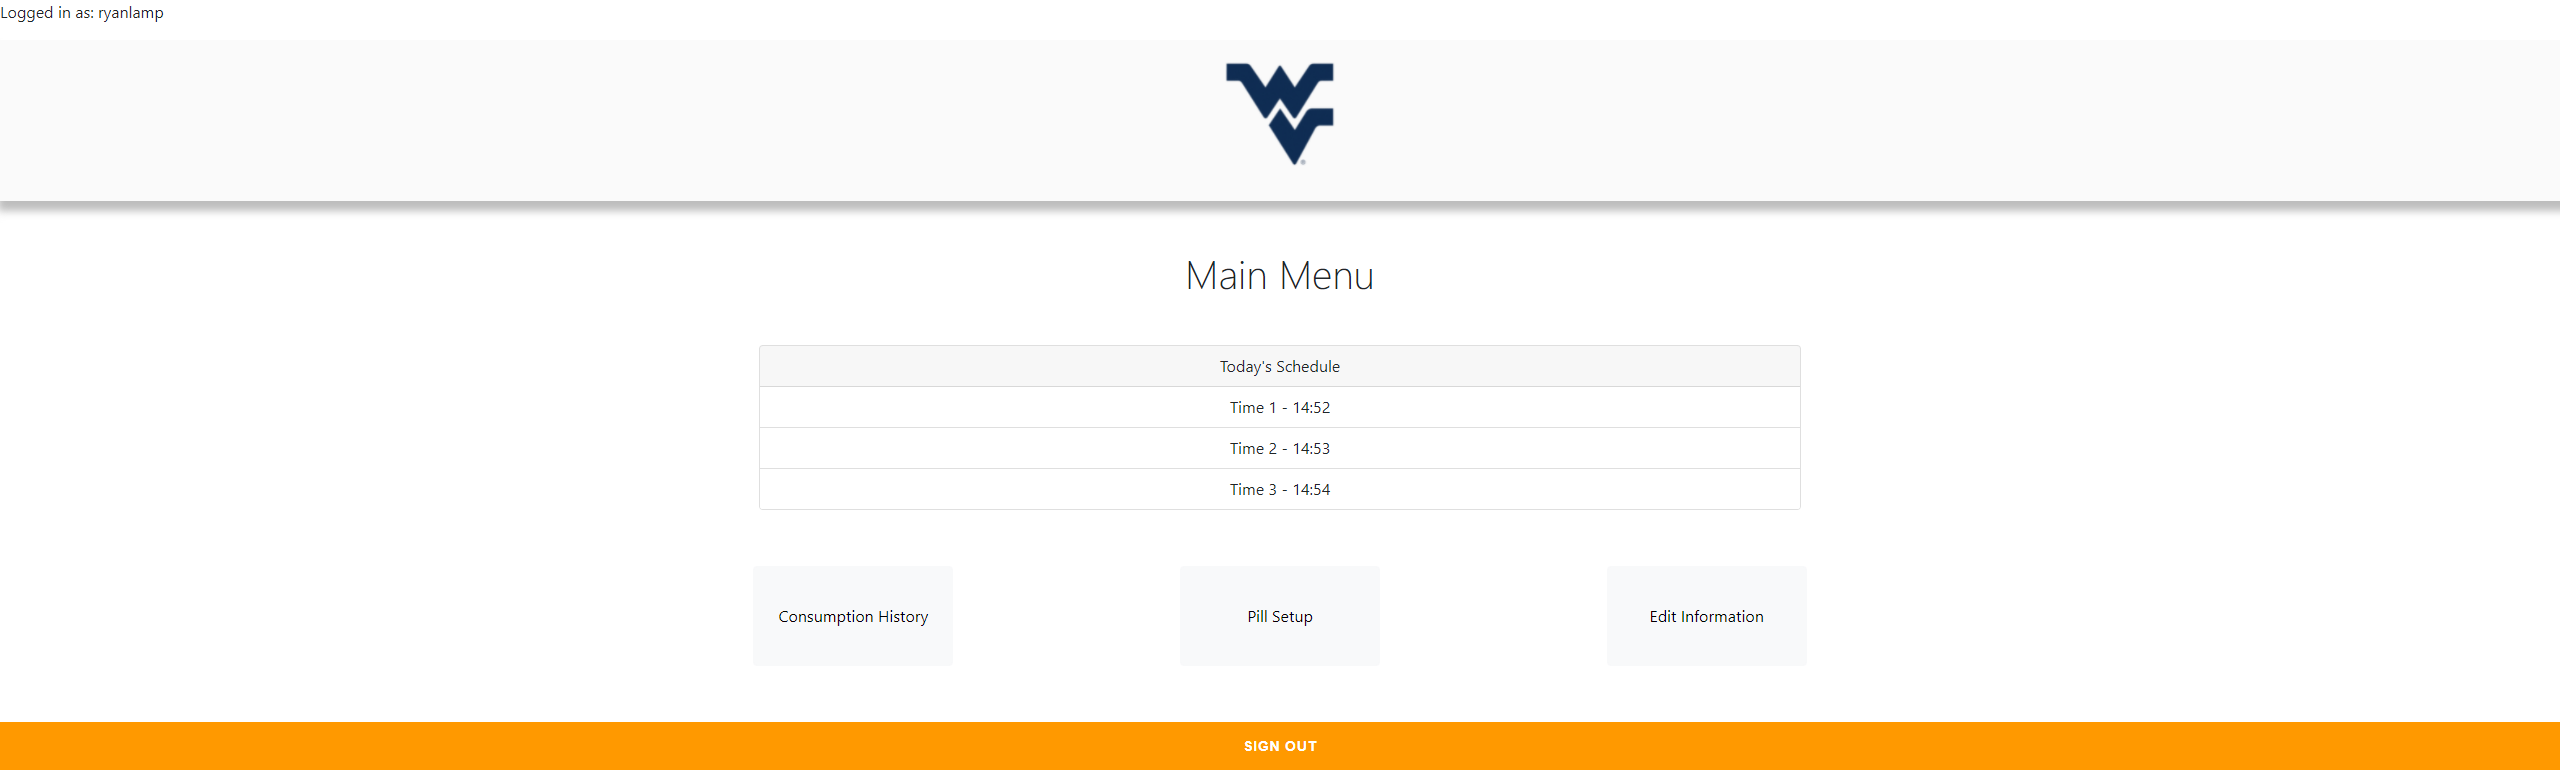 Logged in as: ryanlamp
WV
Main Menu
Today's Schedule
Time 1 - 14:52
Time 2 - 14:53
Time 3 - 14:54
Consumption History
Pill Setup
Edit Information
SIGN OUT